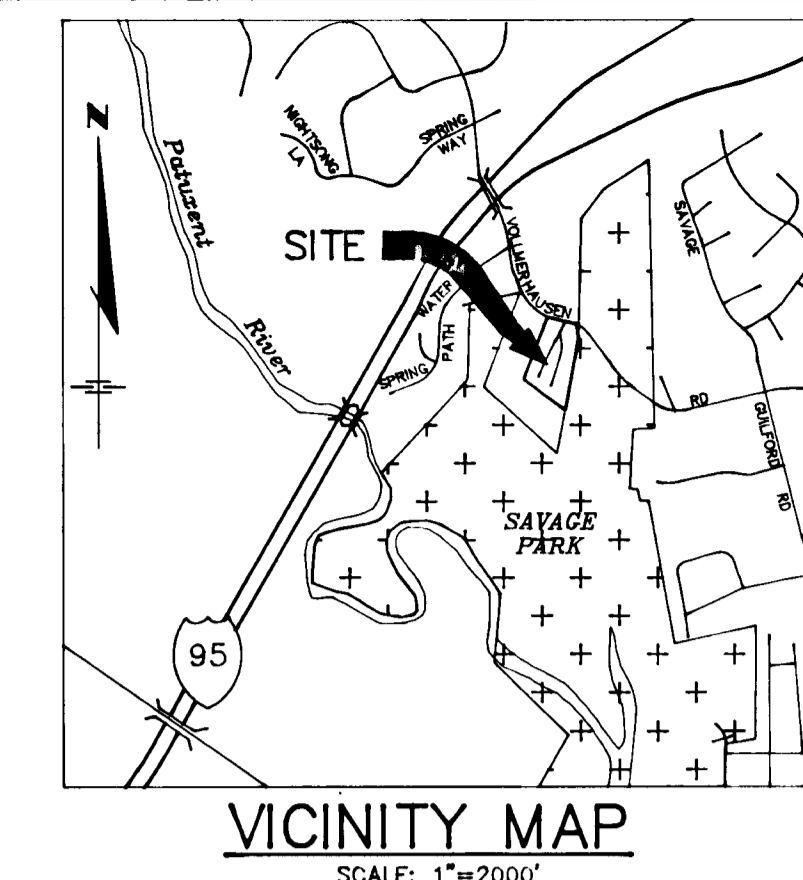 N
Patuxent
River
NIGHTSONG
LA
SPRING
WAY
SITE
VOLLMERHAUSEN
RD
WATER
PATH
SPRING
SAVAGE
GUILFORD
RD
SAVAGE
PARK
95
VICINITY MAP
SCALE: 1"=2000'